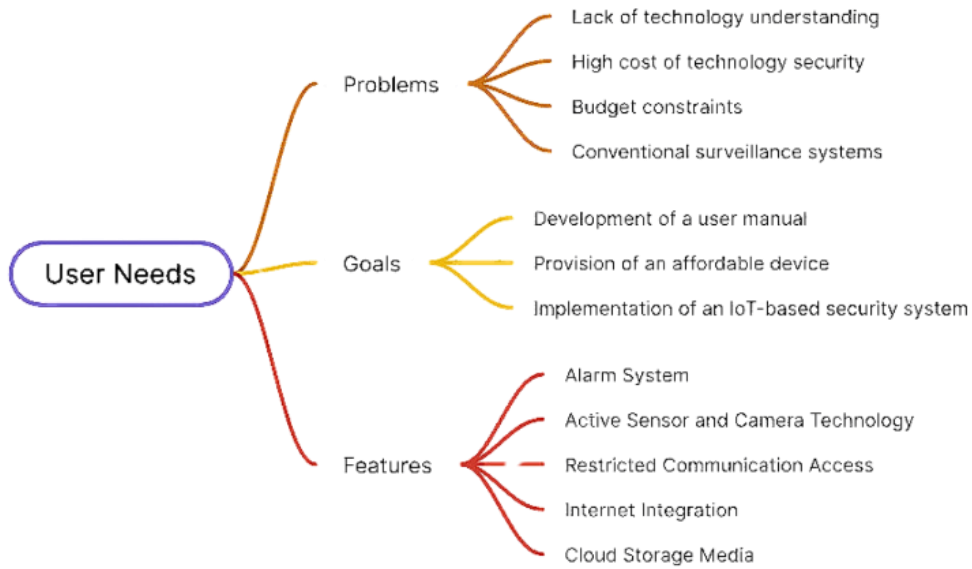 User Needs
Problems
Lack of technology understanding
High cost of technology security
Budget constraints
Conventional surveillance systems
Goals
Development of a user manual
Provision of an affordable device
Implementation of an IoT-based security system
Features
Alarm System
Active Sensor and Camera Technology
Restricted Communication Access
Internet Integration
Cloud Storage Media